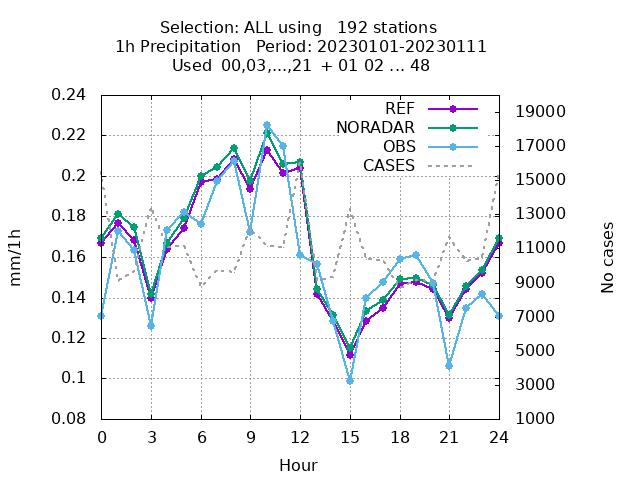 Selection: ALL using   192 stations
1h Precipitation   Period: 20230101-20230111
Used  00,03,...,21  + 01 02 ... 48
REF
NORADAR
OBS
CASES
0.24
0.22
0.2
0.18
0.16
0.14
0.12
0.1
0.08
mm/1h
19000
17000
15000
13000
11000
9000
7000
5000
3000
1000
No cases
0 3 6 9 12 15 18 21 24
Hour